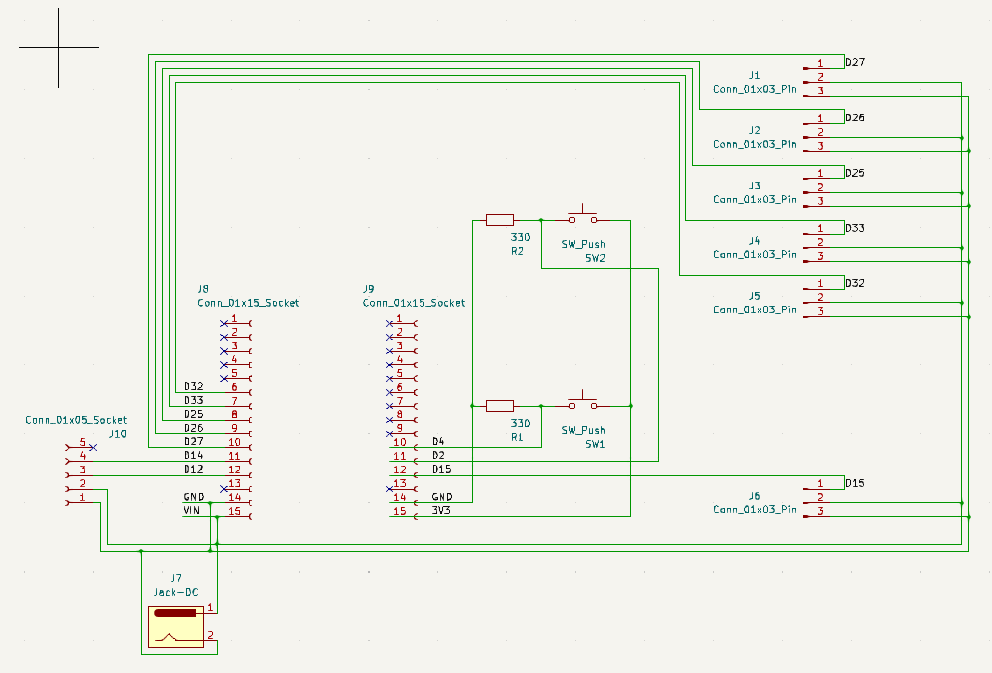 D27
1
J1
2
Conn_01x03_Pin
3
D26
1
J2
2
Conn_01x03_Pin
3
D25
1
J3
2
Conn_01x03_Pin
3
D33
1
J4
2
Conn_01x03_Pin
3
D32
1
J5
2
Conn_01x03_Pin
3
330
R2
SW_Push
SW2
J8
Conn_01x15_Socket
1
2
3
4
5
D32 6
D33 7
D25 8
D26 9
D27 10
D14 11
D12 12
13
GND 14
VIN 15
J9
Conn_01x15_Socket
1
2
3
4
5
6
7
8
9
10 D4
11 D2
12 D15
13
14 GND
15 3V3
330
R1
SW_Push
SW1
Conn_01x05_Socket
J10
5
4
3
2
1
D15
1
J6
2
Conn_01x03_Pin
3
J7
Jack-DC
1
2